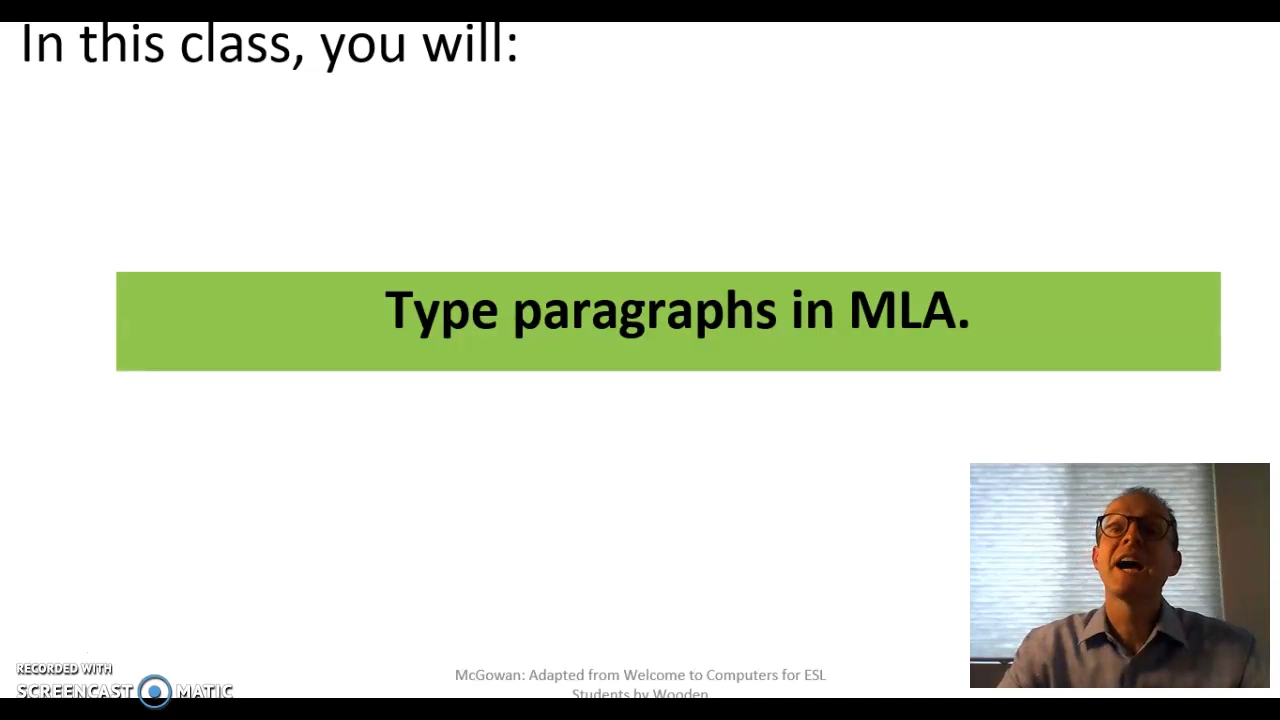 In this class, you will:
Type paragraphs in MLA.
RECORDED WITH
SCREENCAST MATIC
McGowan: Adapted from Welcome to Computers for ESL
Students by Wooden